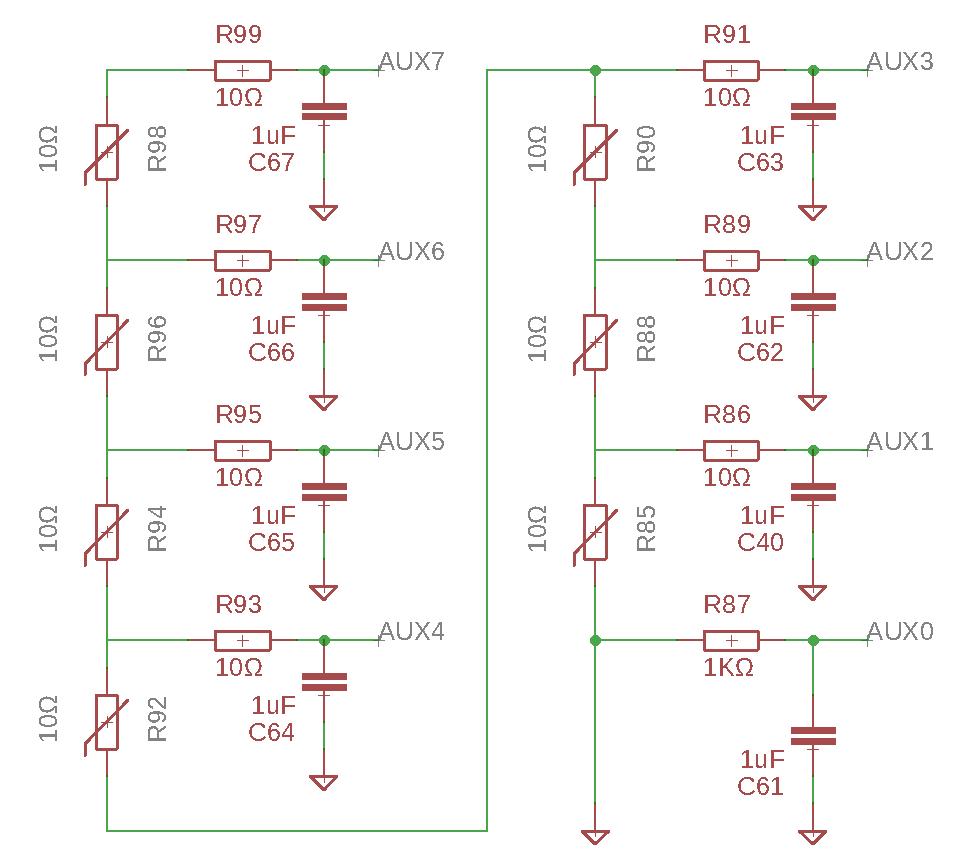 R99
AUX7
10Ω
10Ω
R98
1uF
C67
R97
AUX6
10Ω
10Ω
R96
1uF
C66
R95
AUX5
10Ω
10Ω
R94
1uF
C65
R93
AUX4
10Ω
10Ω
R92
1uF
C64
R91
AUX3
10Ω
10Ω
R90
1uF
C63
R89
AUX2
10Ω
10Ω
R88
1uF
C62
R86
AUX1
10Ω
10Ω
R85
1uF
C40
R87
AUX0
1KΩ
1uF
C61